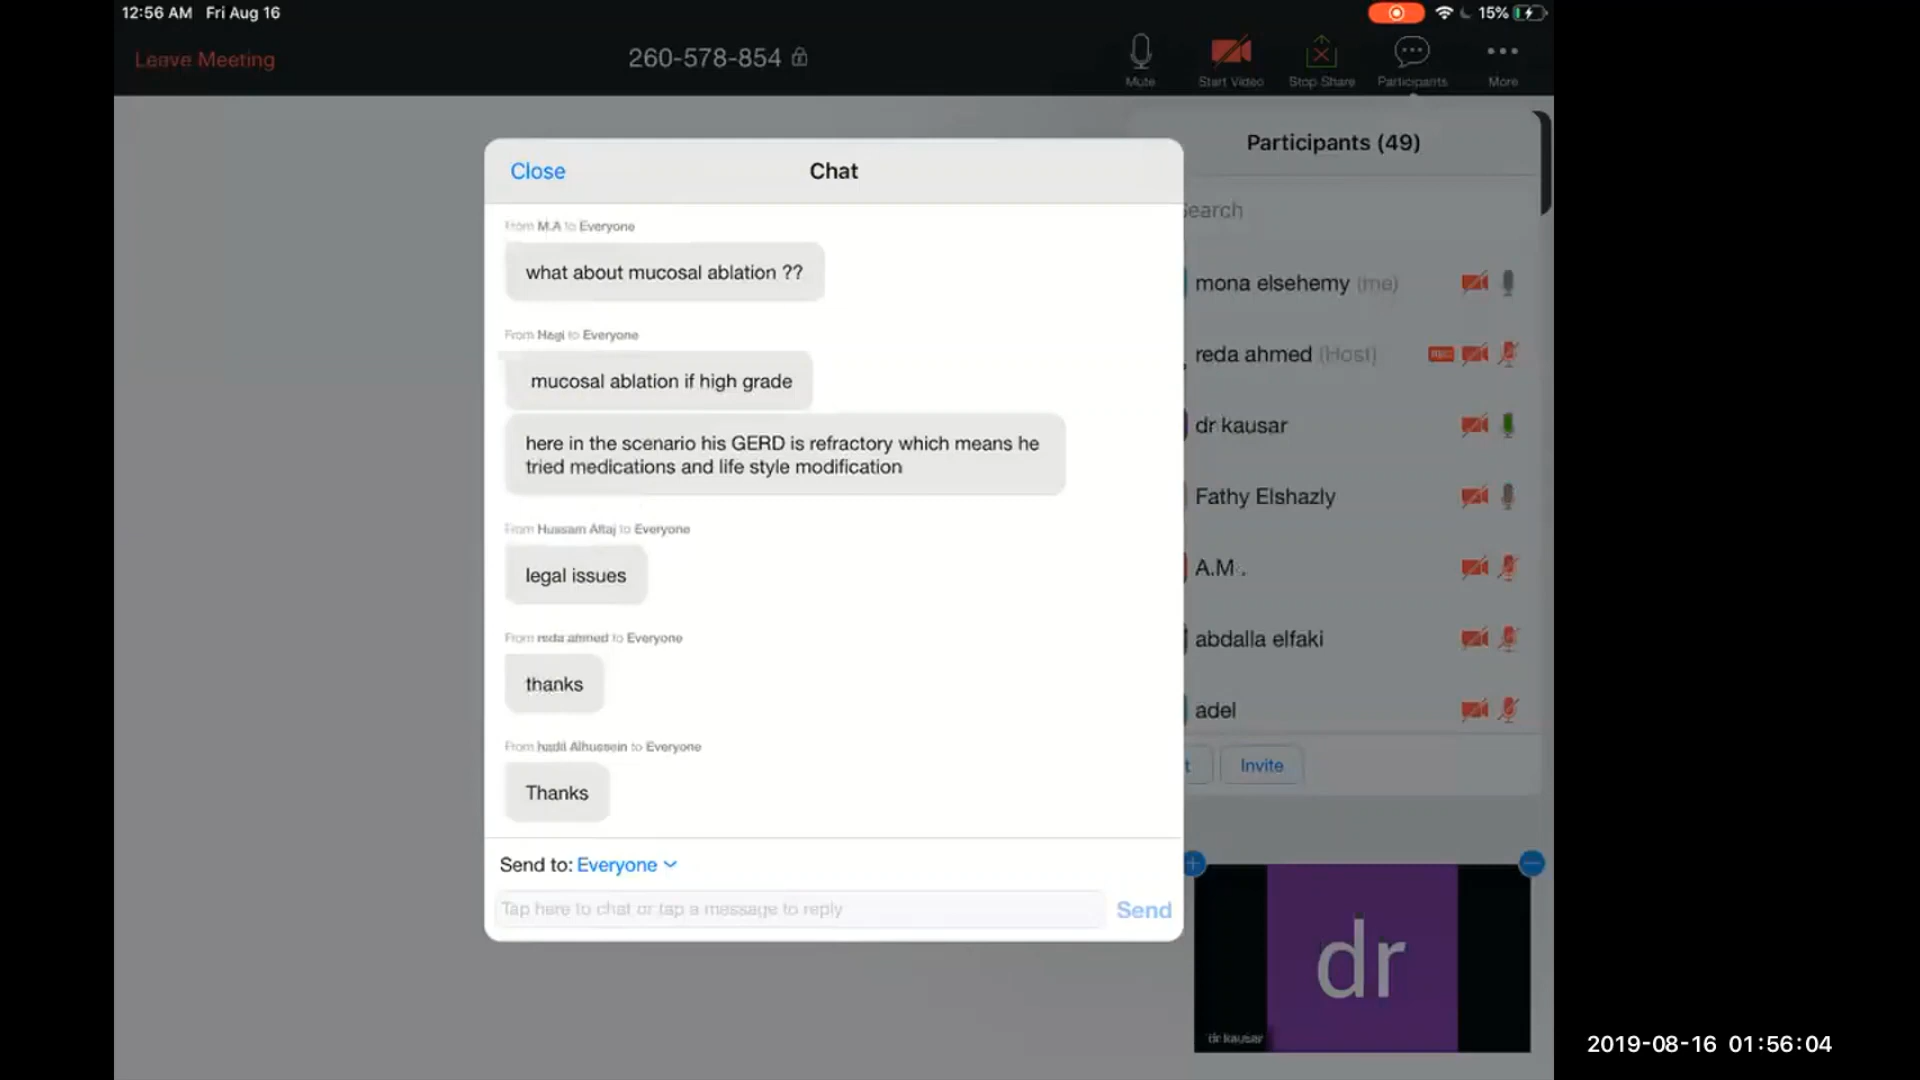 12:56 AM Fri Aug 16
15%
Leave Meeting
260-578-854
Mute
Start Video
Stop Share
Participants
More
Close
Chat
From M.A to Everyone
what about mucosal ablation ??
From Hagi to Everyone
mucosal ablation if high grade
here in the scenario his GERD is refractory which means he
tried medications and life style modification
From Hussam Altaj to Everyone
legal issues
From reda ahmed to Everyone
thanks
From hadil Alhussein to Everyone
Thanks
Send to: Everyone
Tap here to chat or tap a message to reply
Send
Participants (49)
Search
mona elsehemy (me)
reda ahmed (Host)
dr kausar
Fathy Elshazly
A.M .
abdalla elfaki
adel
t
Invite
dr
dr kausar
2019-08-16 01:56:04